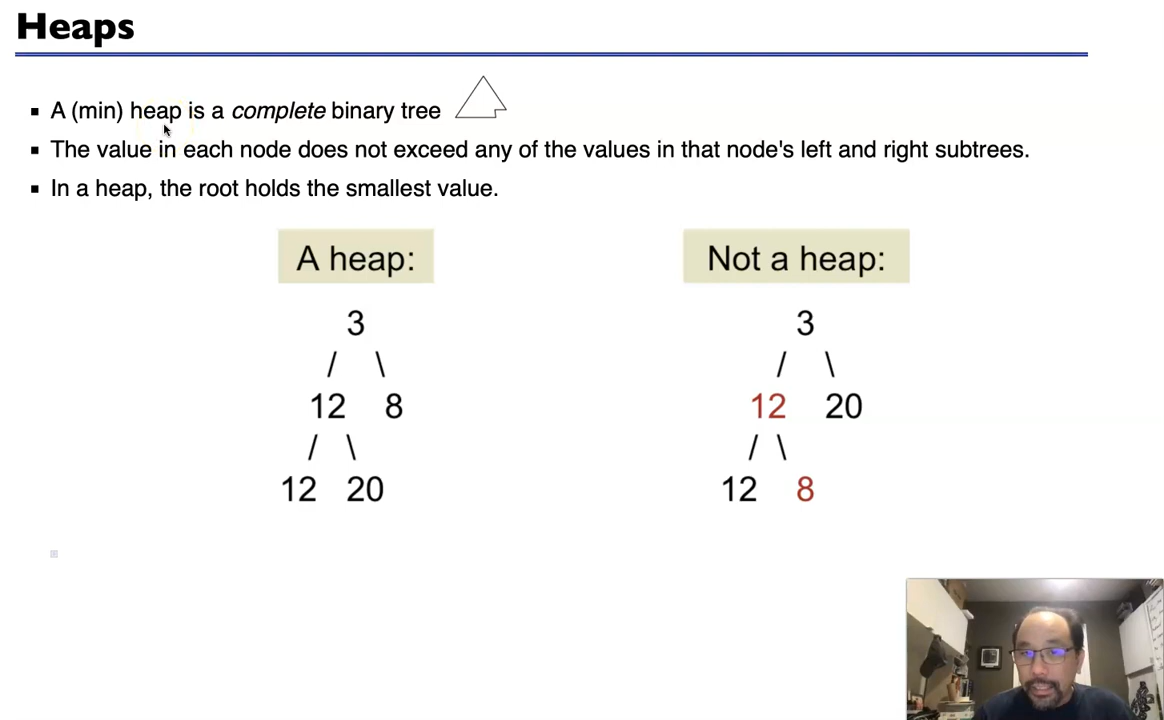 Heaps
A (min) heap is a complete binary tree
The value in each node does not exceed any of the values in that node's left and right subtrees.
In a heap, the root holds the smallest value.
A heap:
3
/ \
12 8
/ \
12 20
Not a heap:
3
/ \
12 20
/ \
12 8